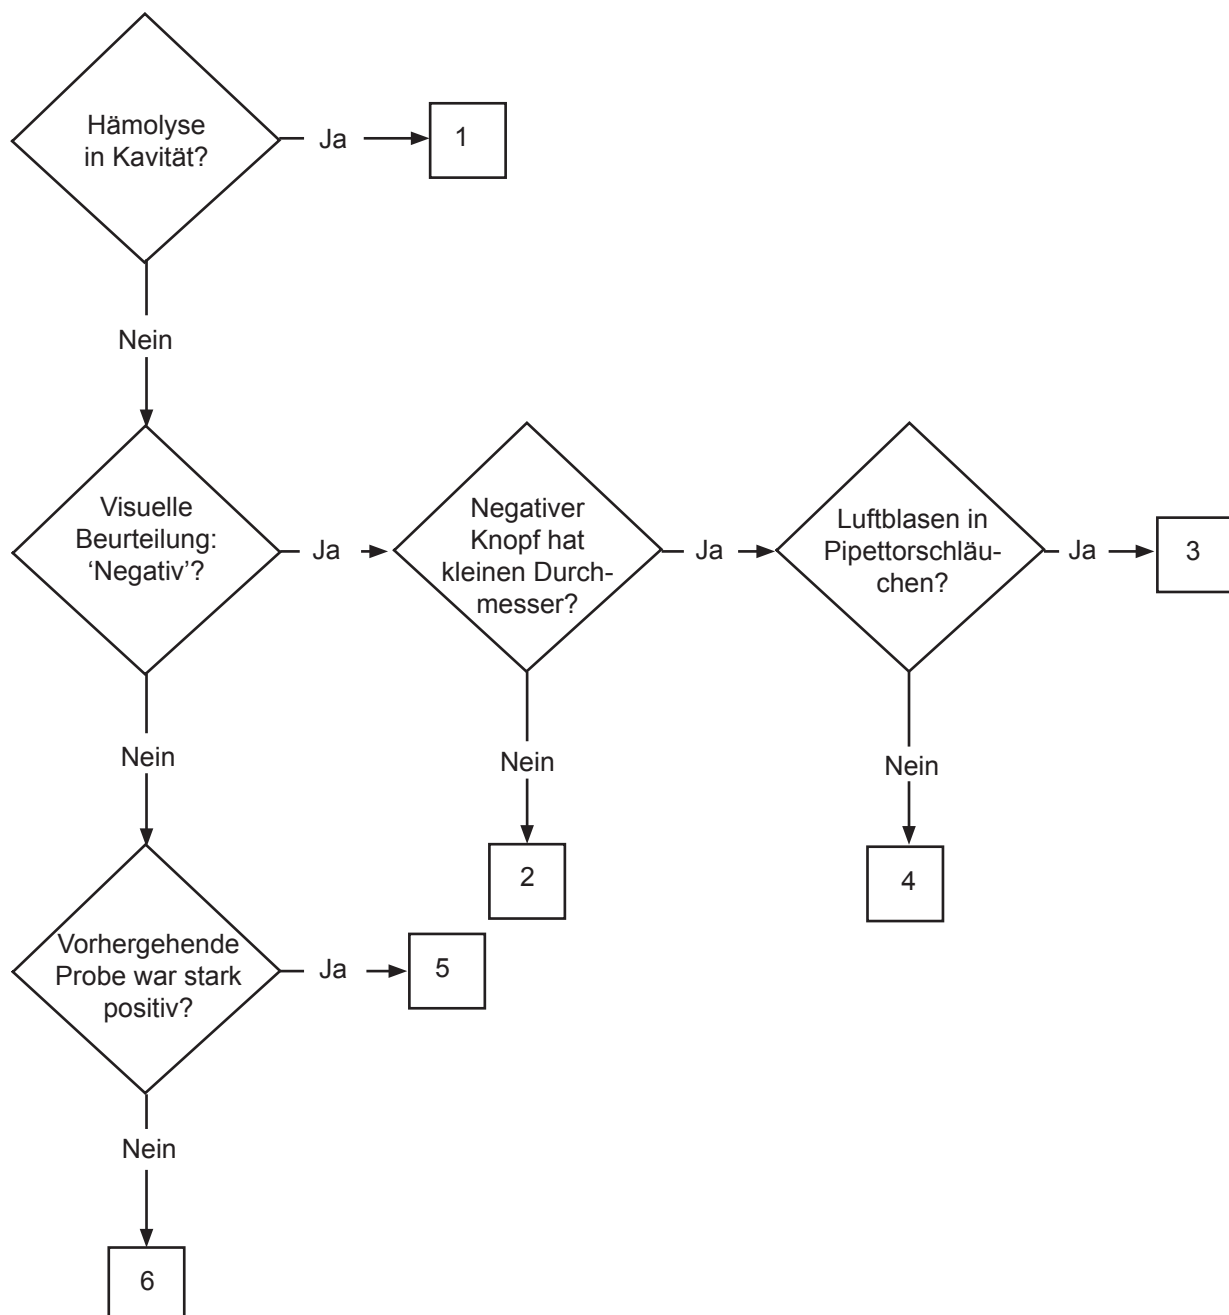 Hämolyse
in Kavität?
Ja
1
Nein
Visuelle
Beurteilung:
‘Negativ’?
Ja
Negativer
Knopf hat
kleinen Durch-
messer?
Ja
Luftblasen in
Pipettorschläu-
chen?
Ja
3
Nein
Nein
Nein
2
4
Vorhergehende
Probe war stark
positiv?
Ja
5
Nein
6